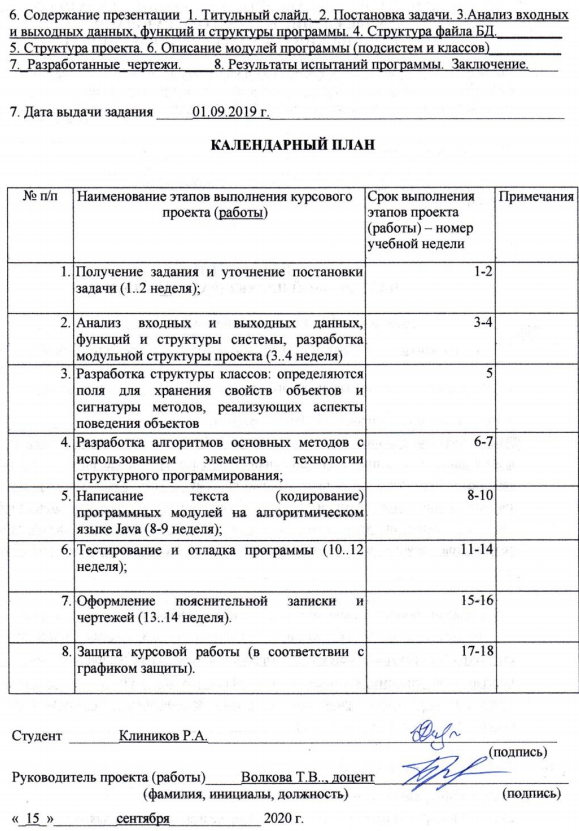 6. Содержание презентации 1. Титульный слайд. 2. Постановка задачи. 3.Анализ входных
и выходных данных, функций и структуры программы. 4. Структура файла БД.
5. Структура проекта. 6. Описание модулей программы (подсистем и классов)
7. Разработанные чертежи. 8. Результаты испытаний программы. Заключение.
7. Дата выдачи задания 01.09.2019 г.
КАЛЕНДАРНЫЙ ПЛАН
№ п/п Наименование этапов выполнения курсового проекта (работы) Срок выполнения этапов проекта (работы) – номер учебной недели Примечания
1. Получение задания и уточнение постановки 1-2
задачи (1..2 неделя);
2. Анализ входных и выходных данных, 3-4
функций и структуры системы, разработка
модульной структуры проекта (3..4 неделя)
3. Разработка структуры классов: определяются 5
поля для хранения свойств объектов и
сигнатуры методов, реализующих аспекты
поведения объектов
4. Разработка алгоритмов основных методов с 6-7
использованием элементов технологии
структурного программирования;
5. Написание текста (кодирование) 8-10
программных модулей на алгоритмическом
языке Java (8-9 неделя);
6. Тестирование и отладка программы (10..12 11-14
неделя);
7. Оформление пояснительной записки и 15-16
чертежей (13..14 неделя).
8. Защита курсовой работы (в соответствии с 17-18
графиком защиты).
Студент Клиников Р.А.
(подпись)
Руководитель проекта (работы) Волкова Т.В.., доцент
(фамилия, инициалы, должность) (подпись)
« 15 » сентября 2020 г.